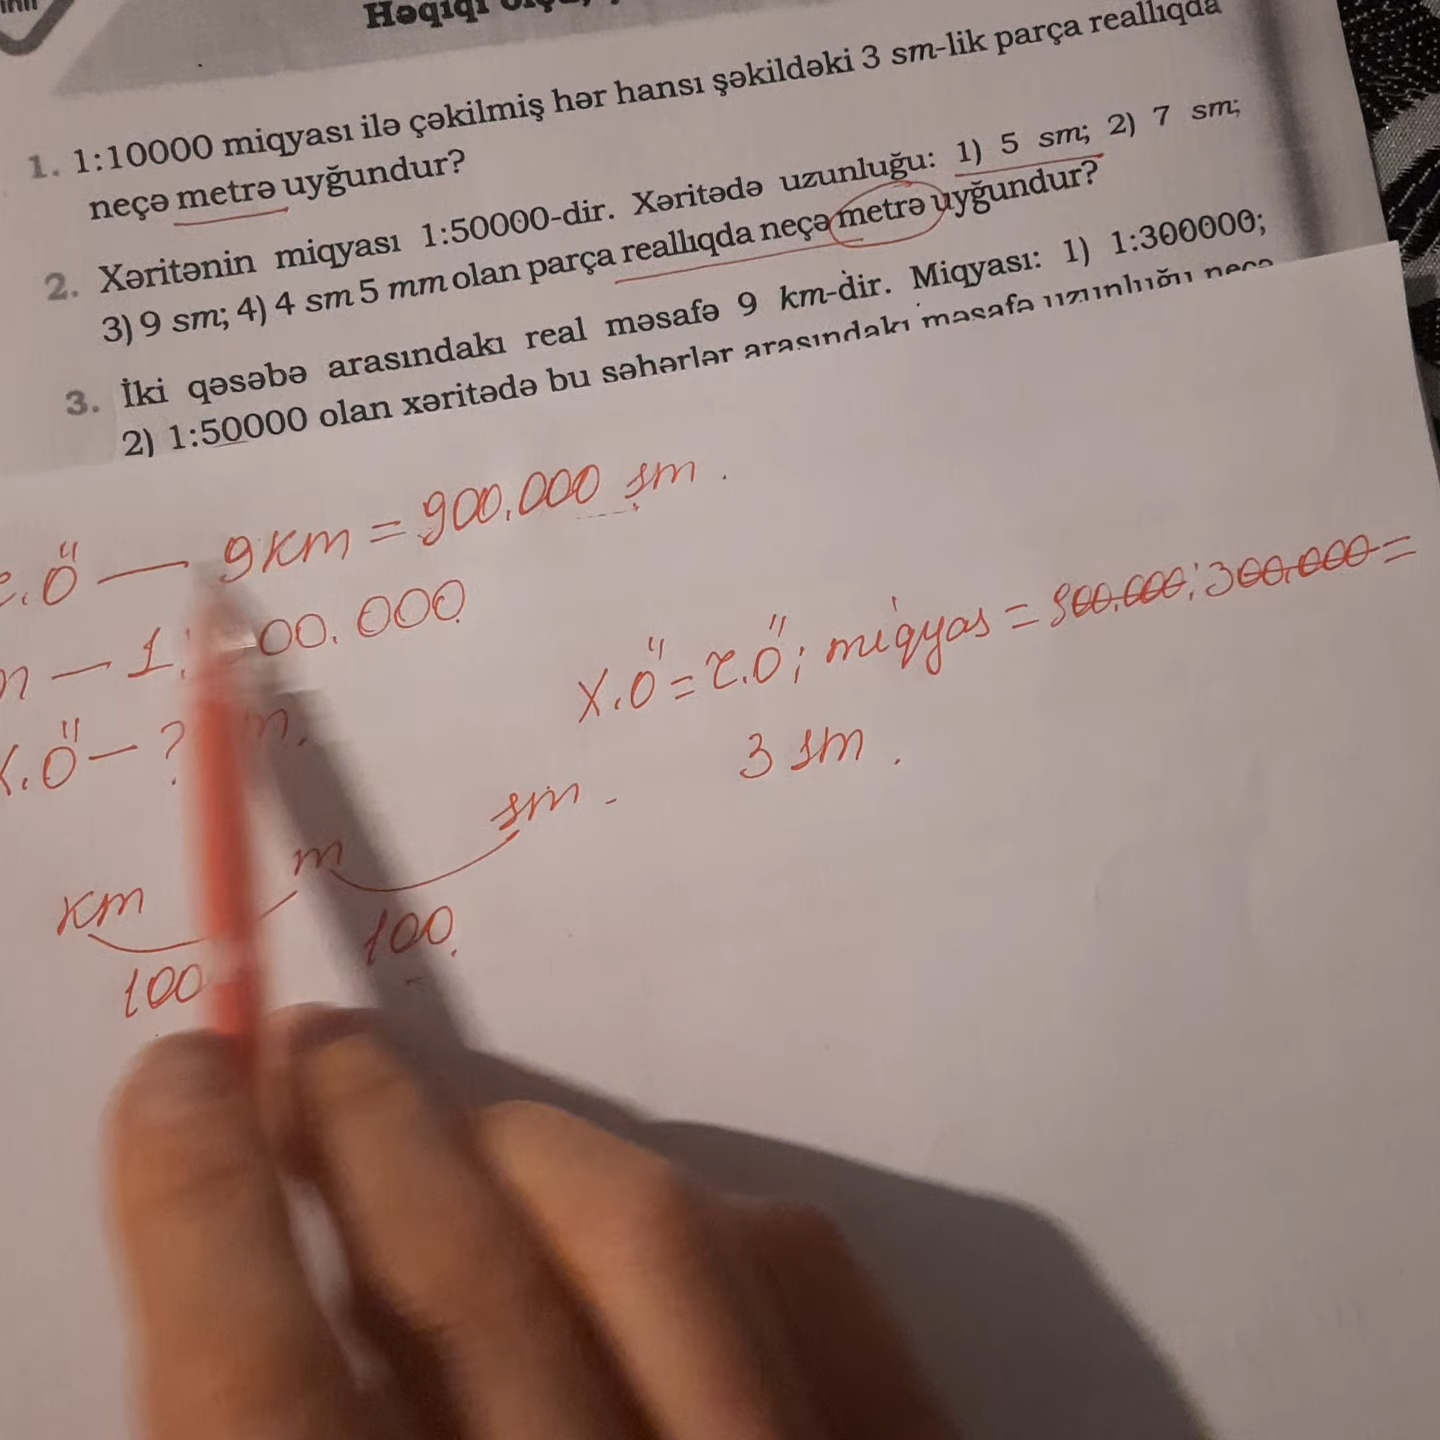 Həqiqi
1. 1:10000 miqyası ilə çəkilmiş hər hansı şəkildəki 3 sm-lik parça reallıqda
neçə metrə uyğundur?
2. Xəritənin miqyası 1:50000-dir. Xəritədə uzunluğu: 1) 5 sm; 2) 7 sm;
3) 9 sm; 4) 4 sm 5 mm olan parça reallıqda neçə metrə uyğundur?
3. İki qəsəbə arasındakı real məsafə 9 km-dir. Miqyası: 1) 1:300000;
2) 1:50000 olan xəritədə bu şəhərlər arasındakı məsafə uzunluğu neçə
.Ö — 9 km = 900.000 sm.
— 1: 00.000
X.Ö = r.Ö; miqyas = 900.000:300.000 =
.Ö — ?
3 sm.
km m sm.
100 100